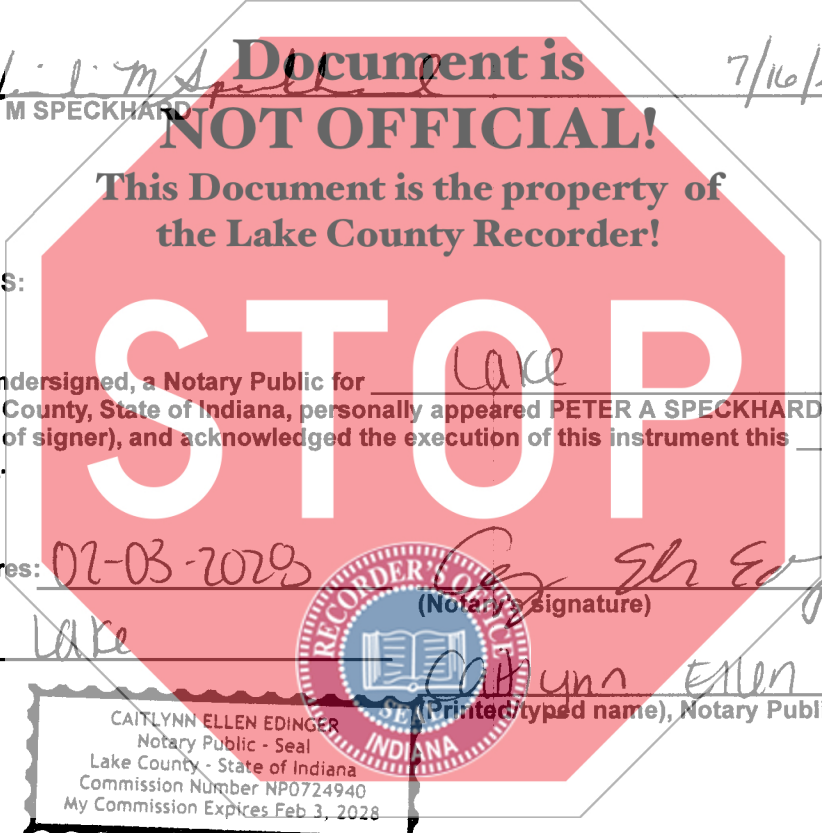 Document is
M Speckhard 7/16/
M SPECKHARD
NOT OFFICIAL!
This Document is the property of
the Lake County Recorder!
S:
STOP
ndersigned, a Notary Public for Lake
County, State of Indiana, personally appeared PETER A SPECKHARD
of signer), and acknowledged the execution of this instrument this
res: 02-03-2028
(Notary's signature)
Lake
Caitlynn Ellen
(Printed/typed name), Notary Publi
RECORDER'S OFFICE
SEAL
INDIANA
CAITLYNN ELLEN EDINGER
Notary Public - Seal
Lake County - State of Indiana
Commission Number NP0724940
My Commission Expires Feb 3, 2028